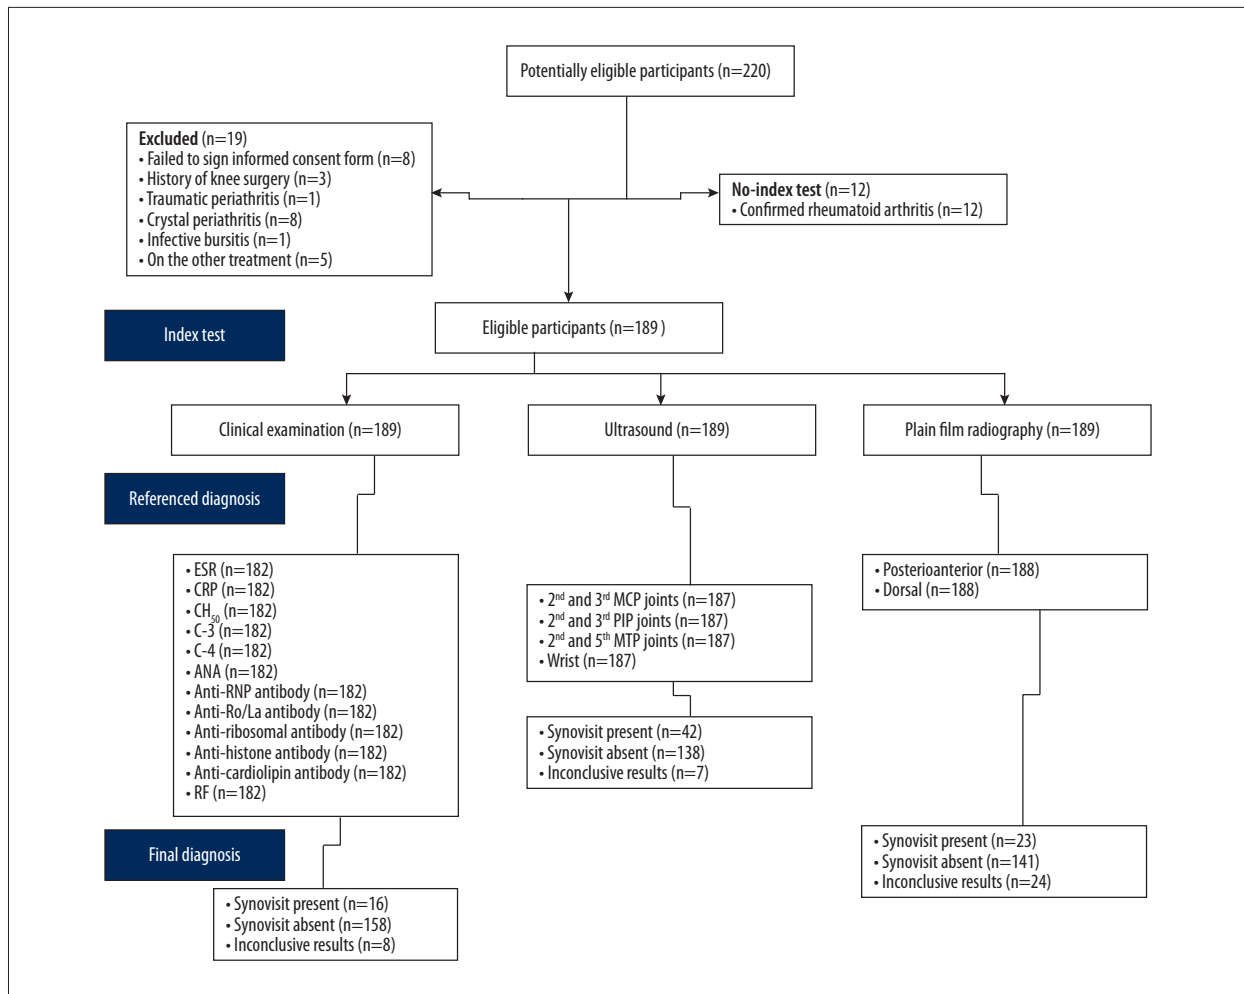 Potentially eligible participants (n=220)
Excluded (n=19)
• Failed to sign informed consent form (n=8)
• History of knee surgery (n=3)
• Traumatic periathritis (n=1)
• Crystal periathritis (n=8)
• Infective bursitis (n=1)
• On the other treatment (n=5)
No-index test (n=12)
• Confirmed rheumatoid arthritis (n=12)
Index test
Eligible participants (n=189 )
Clinical examination (n=189)
Ultrasound (n=189)
Plain film radiography (n=189)
Referenced diagnosis
• ESR (n=182)
• CRP (n=182)
• CH50 (n=182)
• C-3 (n=182)
• C-4 (n=182)
• ANA (n=182)
• Anti-RNP antibody (n=182)
• Anti-Ro/La antibody (n=182)
• Anti-ribosomal antibody (n=182)
• Anti-histone antibody (n=182)
• Anti-cardiolipin antibody (n=182)
• RF (n=182)
• 2nd and 3rd MCP joints (n=187)
• 2nd and 3rd PIP joints (n=187)
• 2nd and 5th MTP joints (n=187)
• Wrist (n=187)
• Posterioanterior (n=188)
• Dorsal (n=188)
• Synovisit present (n=42)
• Synovisit absent (n=138)
• Inconclusive results (n=7)
Final diagnosis
• Synovisit present (n=16)
• Synovisit absent (n=158)
• Inconclusive results (n=8)
• Synovisit present (n=23)
• Synovisit absent (n=141)
• Inconclusive results (n=24)